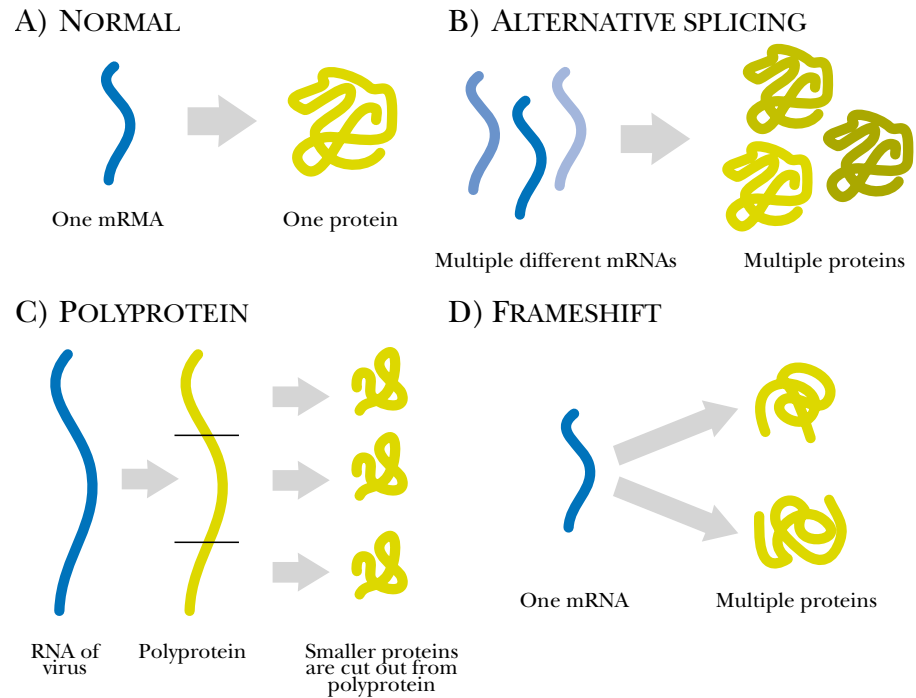 A) NORMAL
One mRMA
One protein
B) ALTERNATIVE SPLICING
Multiple different mRNAs
Multiple proteins
C) POLYPROTEIN
RNA of
virus
Polyprotein
Smaller proteins
are cut out from
polyprotein
D) FRAMESHIFT
One mRNA
Multiple proteins